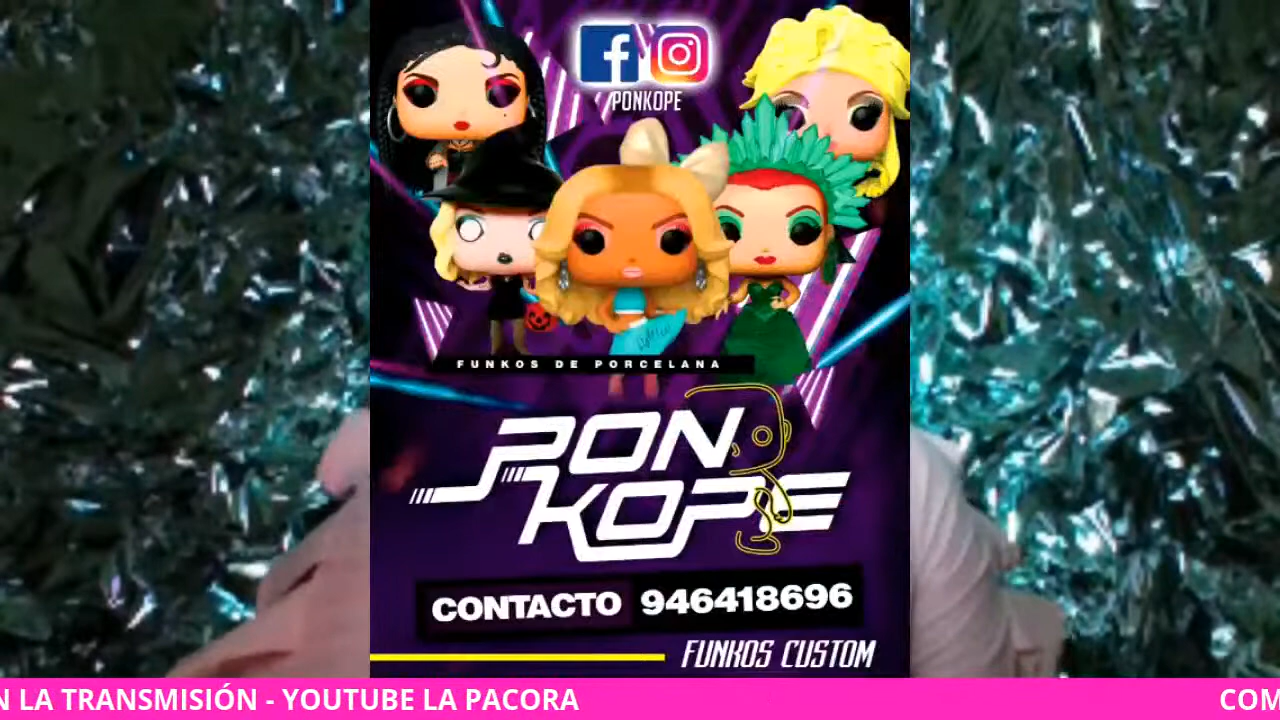 PONKOPE
FUNKOS DE PORCELANA
PON
KOPE
CONTACTO 946418696
FUNKOS CUSTOM
N LA TRANSMISIÓN - YOUTUBE LA PACORA
COM